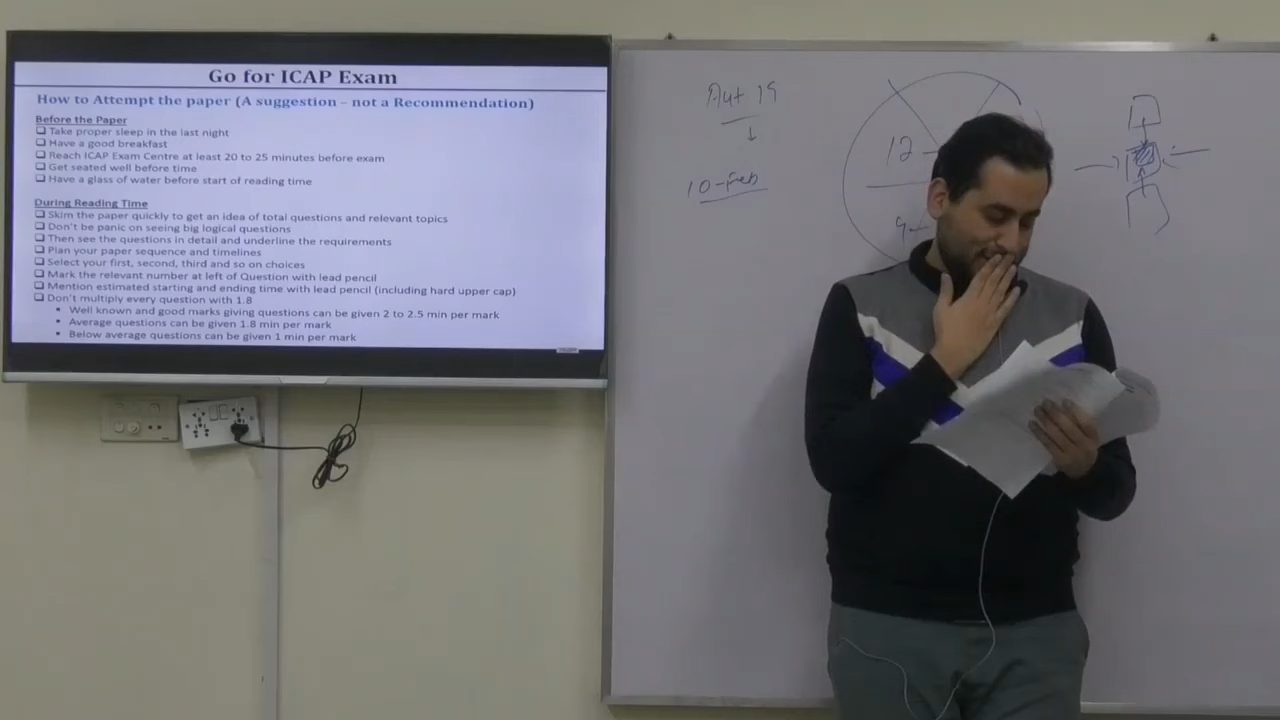 Go for ICAP Exam
How to Attempt the paper (A suggestion – not a Recommendation)
Before the Paper
Take proper sleep in the last night
Have a good breakfast
Reach ICAP Exam Centre at least 20 to 25 minutes before exam
Get seated well before time
Have a glass of water before start of reading time
During Reading Time
Skim the paper quickly to get an idea of total questions and relevant topics
Don't be panic on seeing big logical questions
Then see the questions in detail and underline the requirements
Plan your paper sequence and timelines
Select your first, second, third and so on choices
Mark the relevant number at left of Question with lead pencil
Mention estimated starting and ending time with lead pencil (including hard upper cap)
Don't multiply every question with 1.8
Well known and good marks giving questions can be given 2 to 2.5 min per mark
Average questions can be given 1.8 min per mark
Below average questions can be given 1 min per mark
Aut 19
10-Feb
12
9